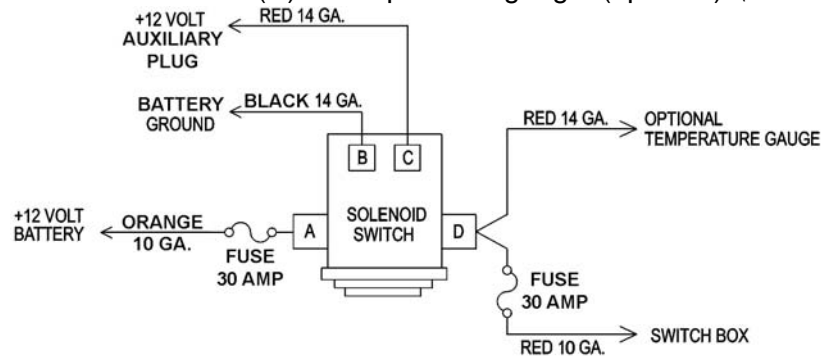 +12 VOLT
AUXILIARY
PLUG
RED 14 GA.
BATTERY
GROUND
BLACK 14 GA.
RED 14 GA.
OPTIONAL
TEMPERATURE GAUGE
B
C
+12 VOLT
BATTERY
ORANGE
10 GA.
FUSE
30 AMP
A
SOLENOID
SWITCH
D
FUSE
30 AMP
RED 10 GA.
SWITCH BOX